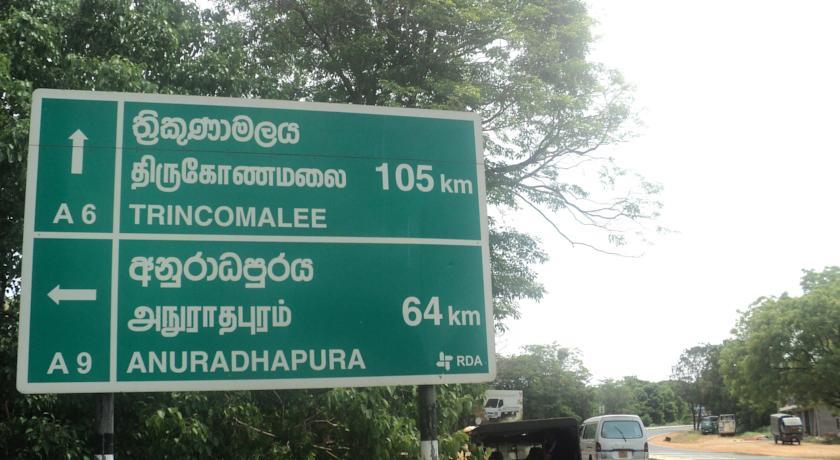 ත්‍රිකුණාමලය
திருகோணமலை 105 km
A 6 TRINCOMALEE
අනුරාධපුරය
அநுராதபுரம் 64 km
A 9 ANURADHAPURA RDA